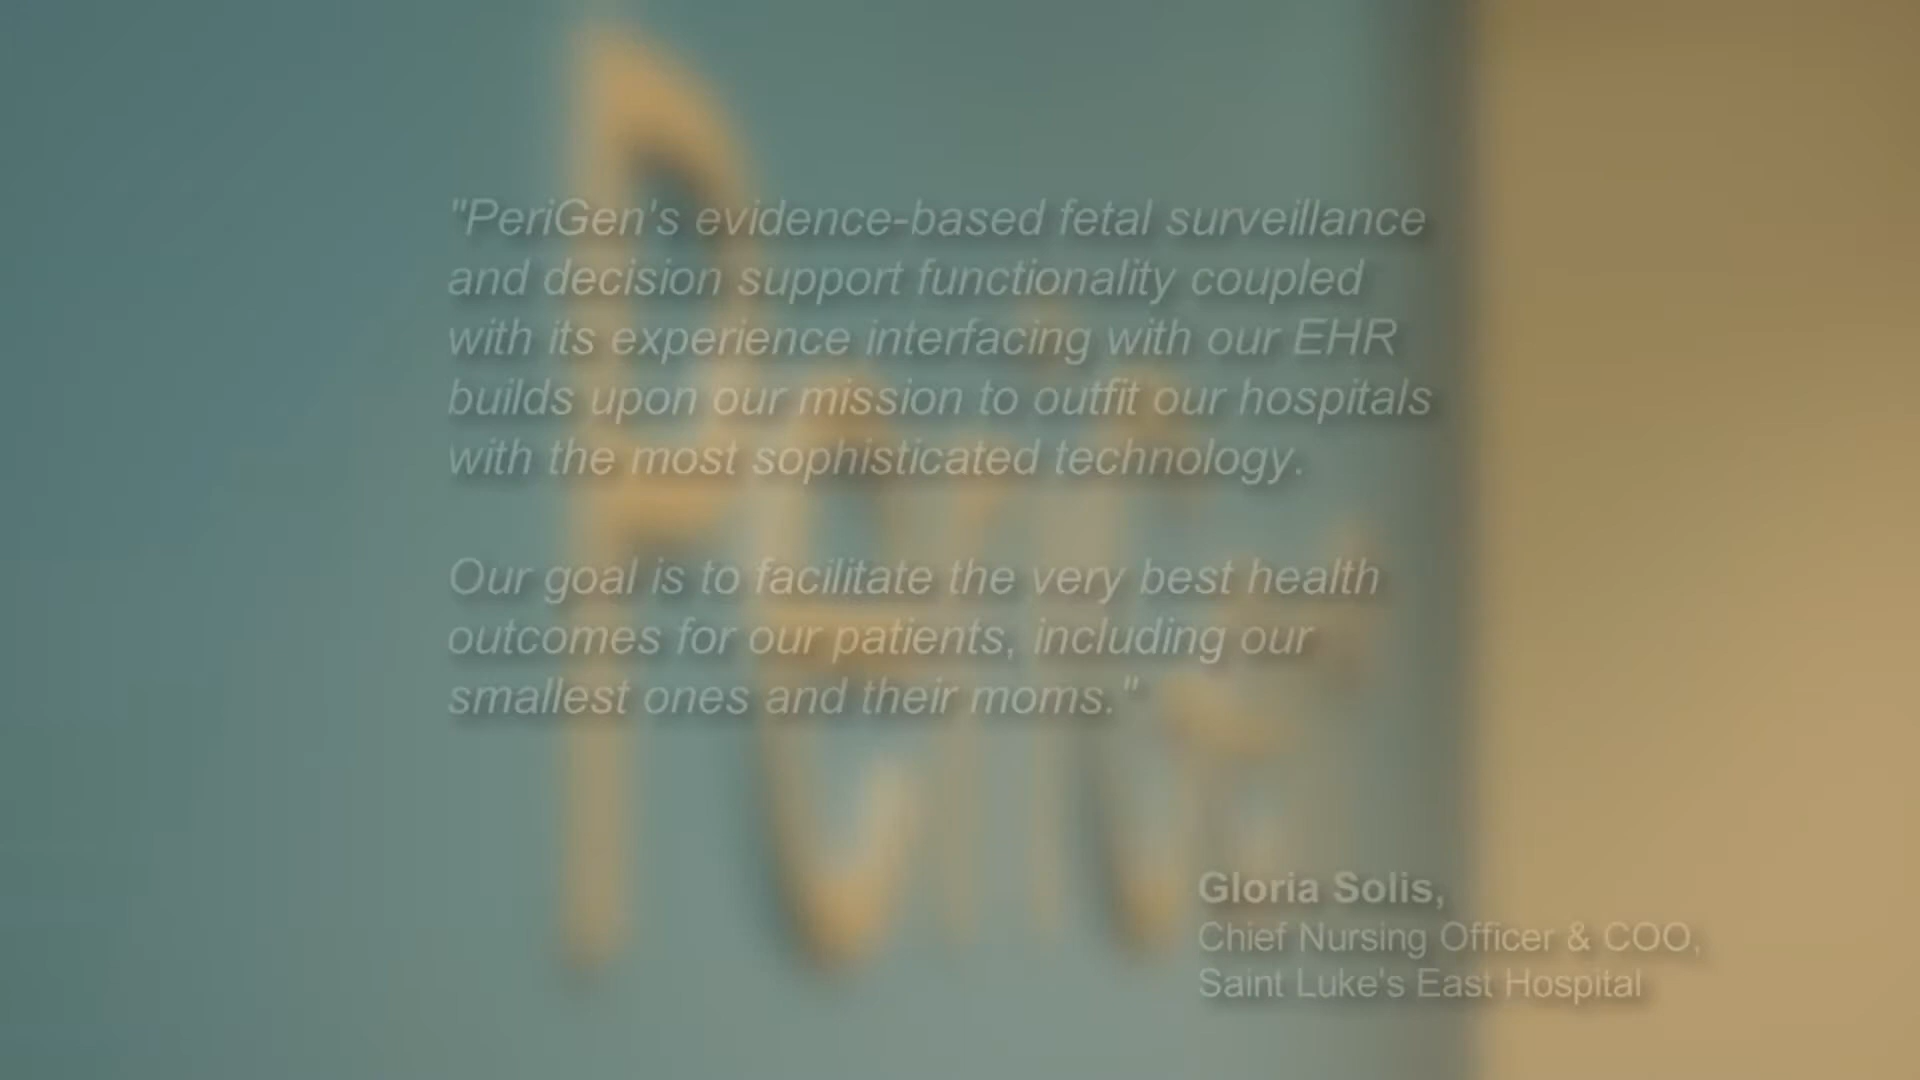 "PeriGen's evidence-based fetal surveillance
and decision support functionality coupled
with its experience interfacing with our EHR
builds upon our mission to outfit our hospitals
with the most sophisticated technology.
Our goal is to facilitate the very best health
outcomes for our patients, including our
smallest ones and their moms."
Gloria Solis,
Chief Nursing Officer & COO,
Saint Luke's East Hospital